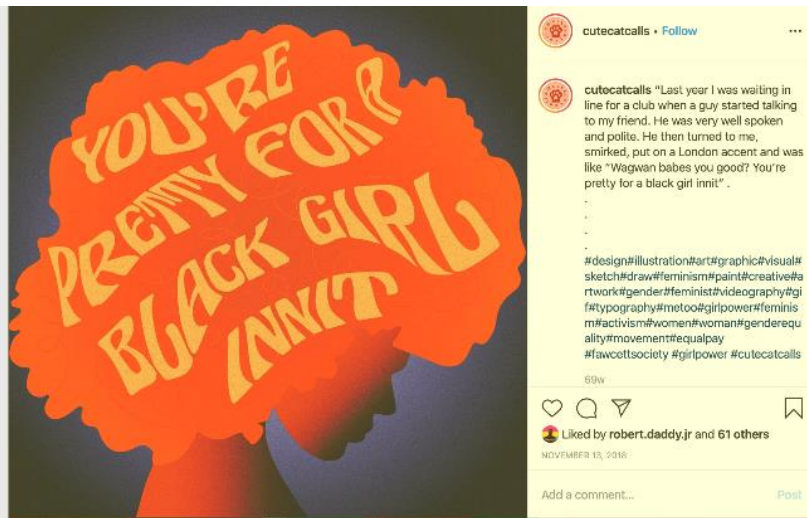 YOU'RE
PRETTY FOR A
BLACK GIRL
INNIT
cutecatcalls • Follow
cutecatcalls “Last year I was waiting in
line for a club when a guy started talking
to my friend. He was very well spoken
and polite. He then turned to me,
smirked, put on a London accent and was
like “Wagwan babes you good? You're
pretty for a black girl innit” .
.
.
.
.
#design#illustration#art#graphic#visual#
sketch#draw#feminism#paint#creative#a
rtwork#gender#feminist#videography#gi
f#typography#metoo#girlpower#feminis
m#activism#women#woman#genderequ
ality#movement#equalpay
#fawcettsociety #girlpower #cutecatcalls
69w
Liked by robert.daddy.jr and 61 others
NOVEMBER 13, 2018
Add a comment...
Post